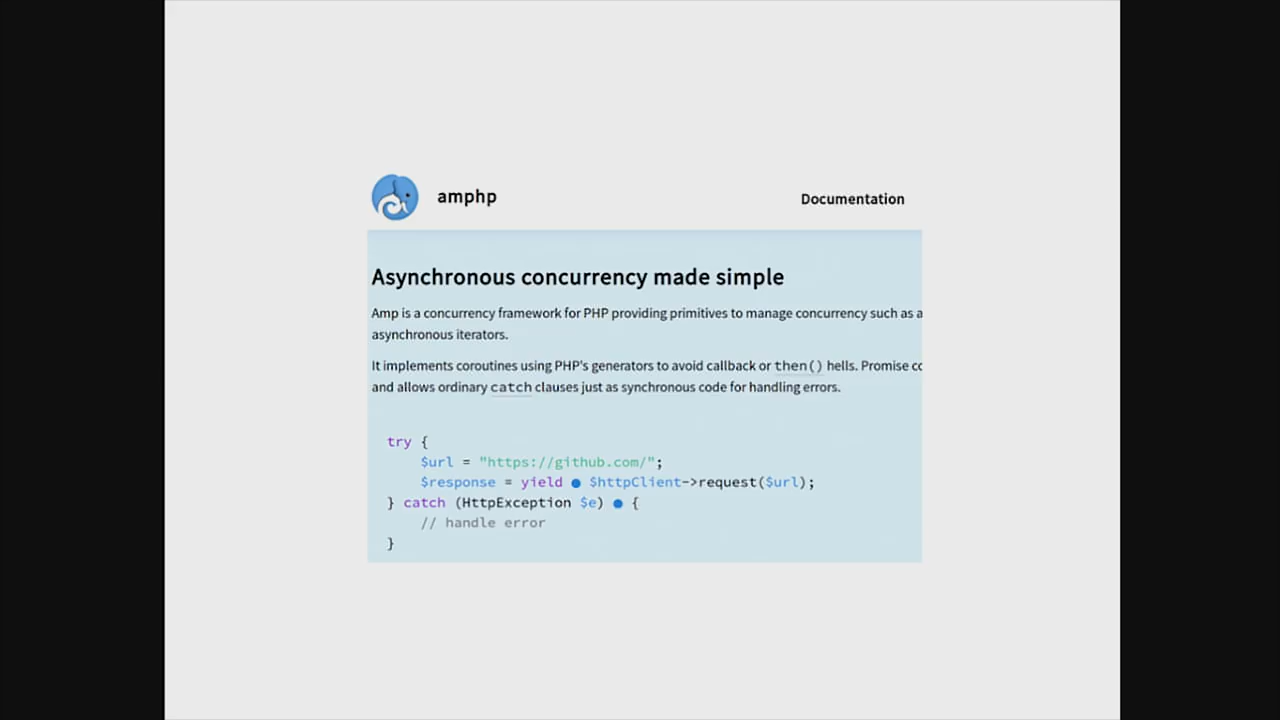 amphp
Documentation
Asynchronous concurrency made simple
Amp is a concurrency framework for PHP providing primitives to manage concurrency such as a
asynchronous iterators.
It implements coroutines using PHP's generators to avoid callback or then() hells. Promise
and allows ordinary catch clauses just as synchronous code for handling errors.
try {
$url = "https://github.com/";
$response = yield ● $httpClient->request($url);
} catch (HttpException $e) ● {
// handle error
}